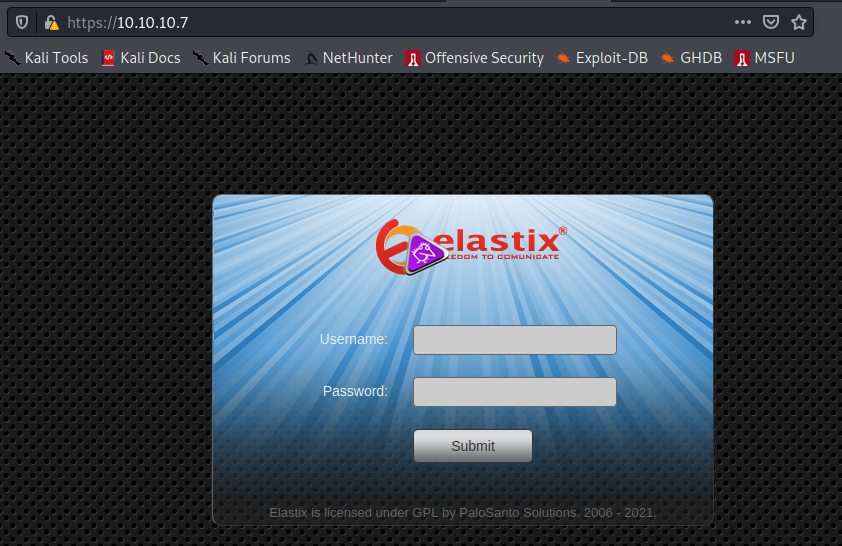 https://10.10.10.7
Kali Tools Kali Docs Kali Forums NetHunter Offensive Security Exploit-DB GHDB MSFU
elastix®
TO COMUNICATE
Username:
Password:
Submit
Elastix is licensed under GPL by PaloSanto Solutions. 2006 - 2021.